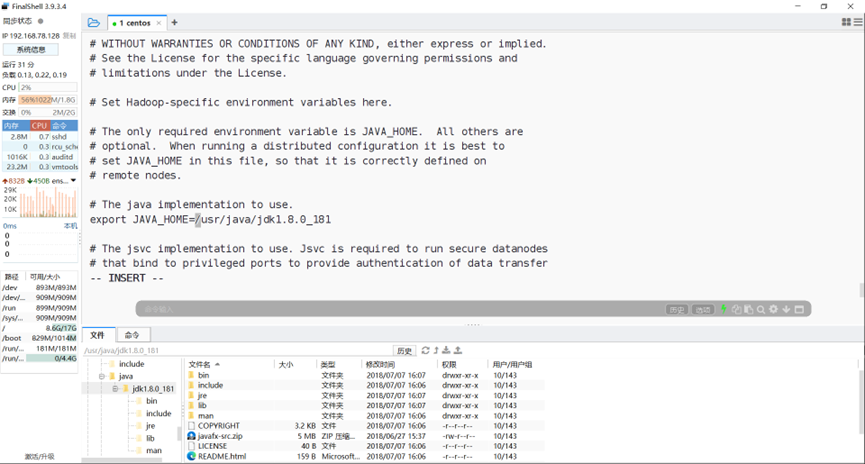 FinalShell 3.9.3.4
同步状态
1 centos
+
IP 192.168.78.128 复制
系统信息
运行 31 分
负载 0.13, 0.22, 0.19
CPU 2%
内存 56% 1022M/1.8G
交换 0% 2M/2G
内存 CPU 命令
2.8M 0.7 sshd
0 0.3 rcu_sche
1016K 0.3 auditd
23.2M 0.3 vmtools
832B 450B ens...
29K
20K
10K
0ms 本机
0
0
0
路径 可用/大小
/dev 893M/893M
/dev/... 909M/909M
/run 899M/909M
/sys/... 909M/909M
/ 8.6G/17G
/boot 829M/1014M
/run/... 181M/181M
/run/... 0/4.4G
激活/升级
# WITHOUT WARRANTIES OR CONDITIONS OF ANY KIND, either express or implied.
# See the License for the specific language governing permissions and
# limitations under the License.
# Set Hadoop-specific environment variables here.
# The only required environment variable is JAVA_HOME.  All others are
# optional.  When running a distributed configuration it is best to
# set JAVA_HOME in this file, so that it is correctly defined on
# remote nodes.
# The java implementation to use.
export JAVA_HOME=/usr/java/jdk1.8.0_181
# The jsvc implementation to use. Jsvc is required to run secure datanodes
# that bind to privileged ports to provide authentication of data transfer
-- INSERT --
命令输入
历史 选项
文件 命令
/usr/java/jdk1.8.0_181
历史
include
java
jdk1.8.0_181
bin
include
jre
lib
man
文件名 大小 类型 修改时间 权限 用户/用户组
bin 文件夹 2018/07/07 16:07 drwxr-xr-x 10/143
include 文件夹 2018/07/07 16:06 drwxr-xr-x 10/143
jre 文件夹 2018/07/07 16:07 drwxr-xr-x 10/143
lib 文件夹 2018/07/07 16:07 drwxr-xr-x 10/143
man 文件夹 2018/07/07 16:06 drwxr-xr-x 10/143
COPYRIGHT 3.2 KB 文件 2018/07/07 16:06 -r--r--r-- 10/143
javafx-src.zip 5 MB ZIP 压缩... 2018/06/27 15:37 -rw-r--r-- 10/143
LICENSE 40 B 文件 2018/07/07 16:06 -r--r--r-- 10/143
README.html 159 B Microsoft... 2018/07/07 16:06 -r--r--r-- 10/143